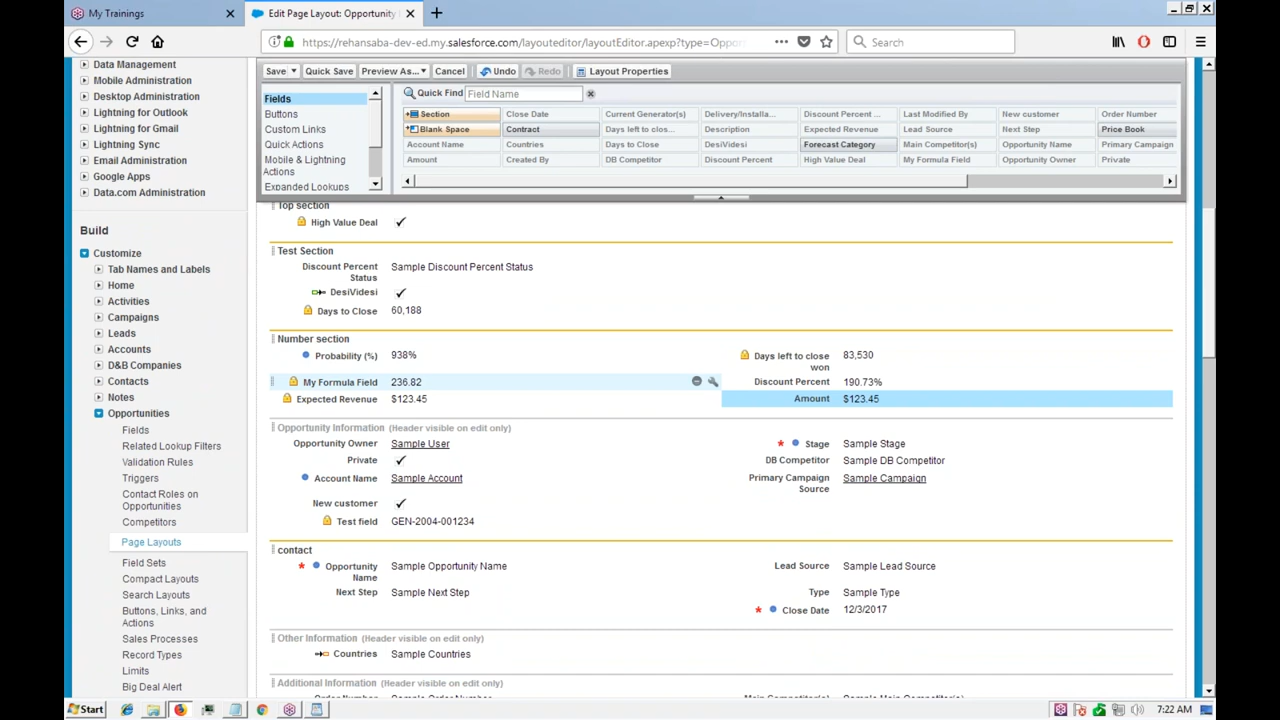 My Trainings
Edit Page Layout: Opportunity
https://rehansaba-dev-ed.my.salesforce.com/layouteditor/layoutEditor.apexp?type=Oppor
Search
Data Management
Mobile Administration
Desktop Administration
Lightning for Outlook
Lightning for Gmail
Lightning Sync
Email Administration
Google Apps
Data.com Administration
Build
Customize
Tab Names and Labels
Home
Activities
Campaigns
Leads
Accounts
D&B Companies
Contacts
Notes
Opportunities
Fields
Related Lookup Filters
Validation Rules
Triggers
Contact Roles on
Opportunities
Competitors
Page Layouts
Field Sets
Compact Layouts
Search Layouts
Buttons, Links, and
Actions
Sales Processes
Record Types
Limits
Big Deal Alert
Save Quick Save Preview As... Cancel Undo Redo Layout Properties
Fields
Buttons
Custom Links
Quick Actions
Mobile & Lightning
Actions
Expanded Lookups
Quick Find Field Name
Section Close Date Current Generator(s) Delivery/Installa... Discount Percent ... Last Modified By New customer Order Number
Blank Space Contract Days left to clos... Description Expected Revenue Lead Source Next Step Price Book
Account Name Countries Days to Close DesiVidesi Forecast Category Main Competitor(s) Opportunity Name Primary Campaign
Amount Created By DB Competitor Discount Percent High Value Deal My Formula Field Opportunity Owner Private
Top section
High Value Deal
Test Section
Discount Percent Sample Discount Percent Status
Status
DesiVidesi
Days to Close 60,188
Number section
Probability (%) 938% Days left to close 83,530
won
My Formula Field 236.82 Discount Percent 190.73%
Expected Revenue $123.45 Amount $123.45
Opportunity Information (Header visible on edit only)
Opportunity Owner Sample User * Stage Sample Stage
Private DB Competitor Sample DB Competitor
Account Name Sample Account Primary Campaign Sample Campaign
Source
New customer
Test field GEN-2004-001234
contact
* Opportunity Sample Opportunity Name Lead Source Sample Lead Source
Name
Next Step Sample Next Step Type Sample Type
* Close Date 12/3/2017
Other Information (Header visible on edit only)
Countries Sample Countries
Additional Information (Header visible on edit only)
Order Number Sample Order Number Main Competitor(s) Sample Main Competitor(s)
Start 7:22 AM